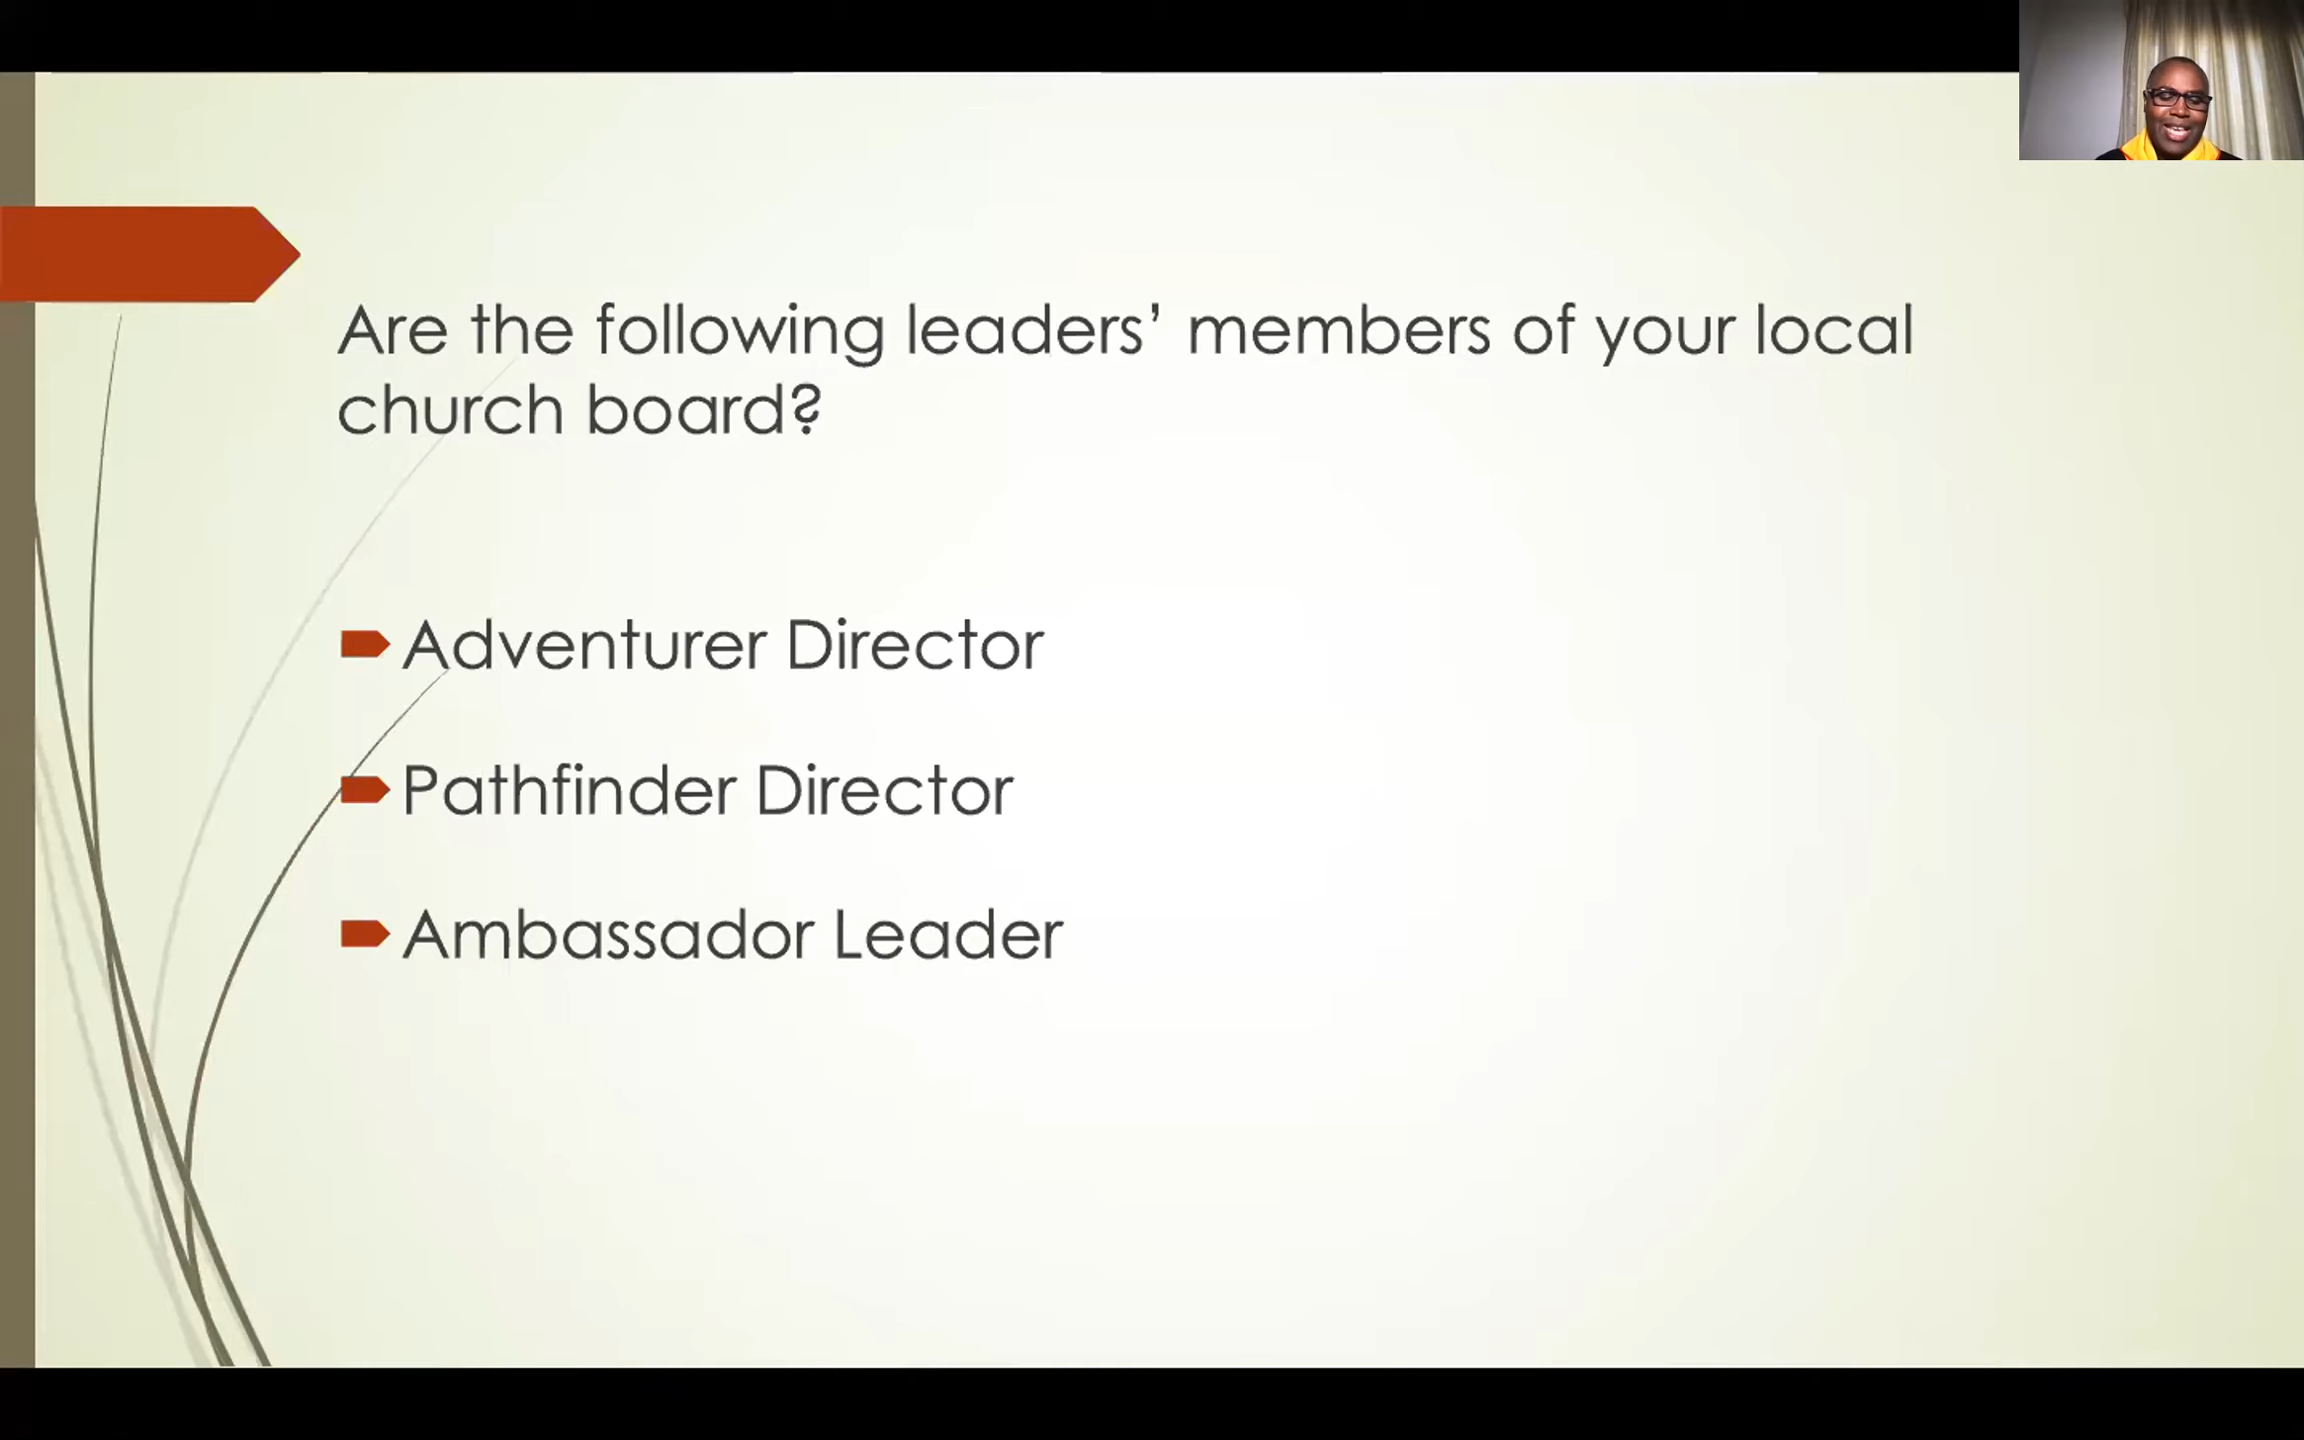 Are the following leaders’ members of your local
church board?
Adventurer Director
Pathfinder Director
Ambassador Leader